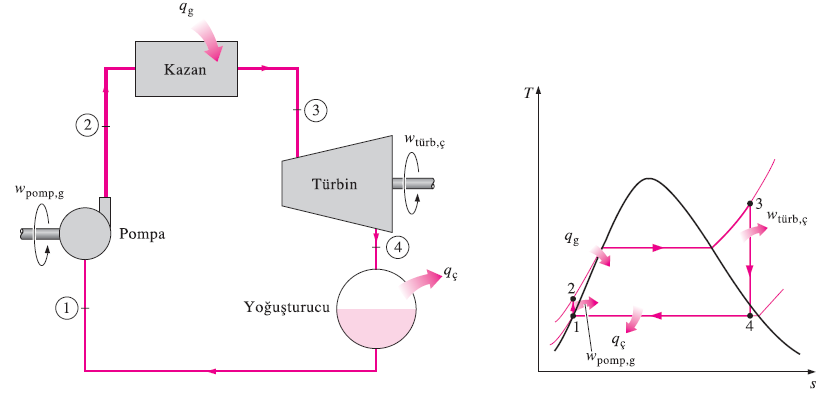 q_g
Kazan
3
2
w_türb,ç
Türbin
w_pomp,g
Pompa
4
q_ç
1
Yoğuşturucu
T
3
w_türb,ç
q_g
2
1
4
q_ç
w_pomp,g
s